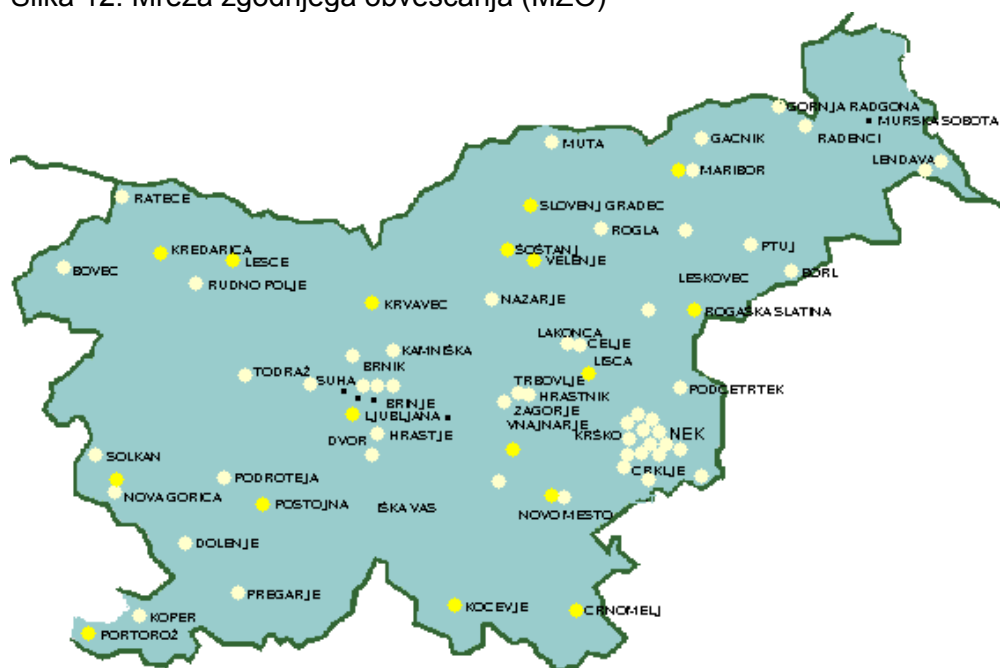 Slika 12: Mreža zgodnjega obveščanja (MZO)
GORNJA RADGONA
MURSKA SOBOTA
RADENCI
GACNIK
MUTA
LENDAVA
MARIBOR
RATECE
SLOVENJ GRADEC
ROGLA
PTUJ
KREDARICA
ŠOŠTANJ
LESCE
VELENJE
BOVEC
BORL
LESKOVEC
RUDNO POLJE
NAZARJE
KRVAVEC
ROGAŠKA SLATINA
LAKONCA
CELJE
KAMNIŠKA
LISCA
BRNIK
TODRAŽ
SUHA
TRBOVLJE
PODCETRTEK
HRASTNIK
BRINJE
ZAGORJE
LJUBLJANA
VNAJNARJE
HRASTJE
DVOR
KRŠKO
NEK
SOLKAN
CRKLJE
PODROTEJA
NOVA GORICA
POSTOJNA
IŠKA VAS
NOVO MESTO
DOLENJE
PREGARJE
KOCEVJE
CRNOMELJ
KOPER
PORTOROŽ